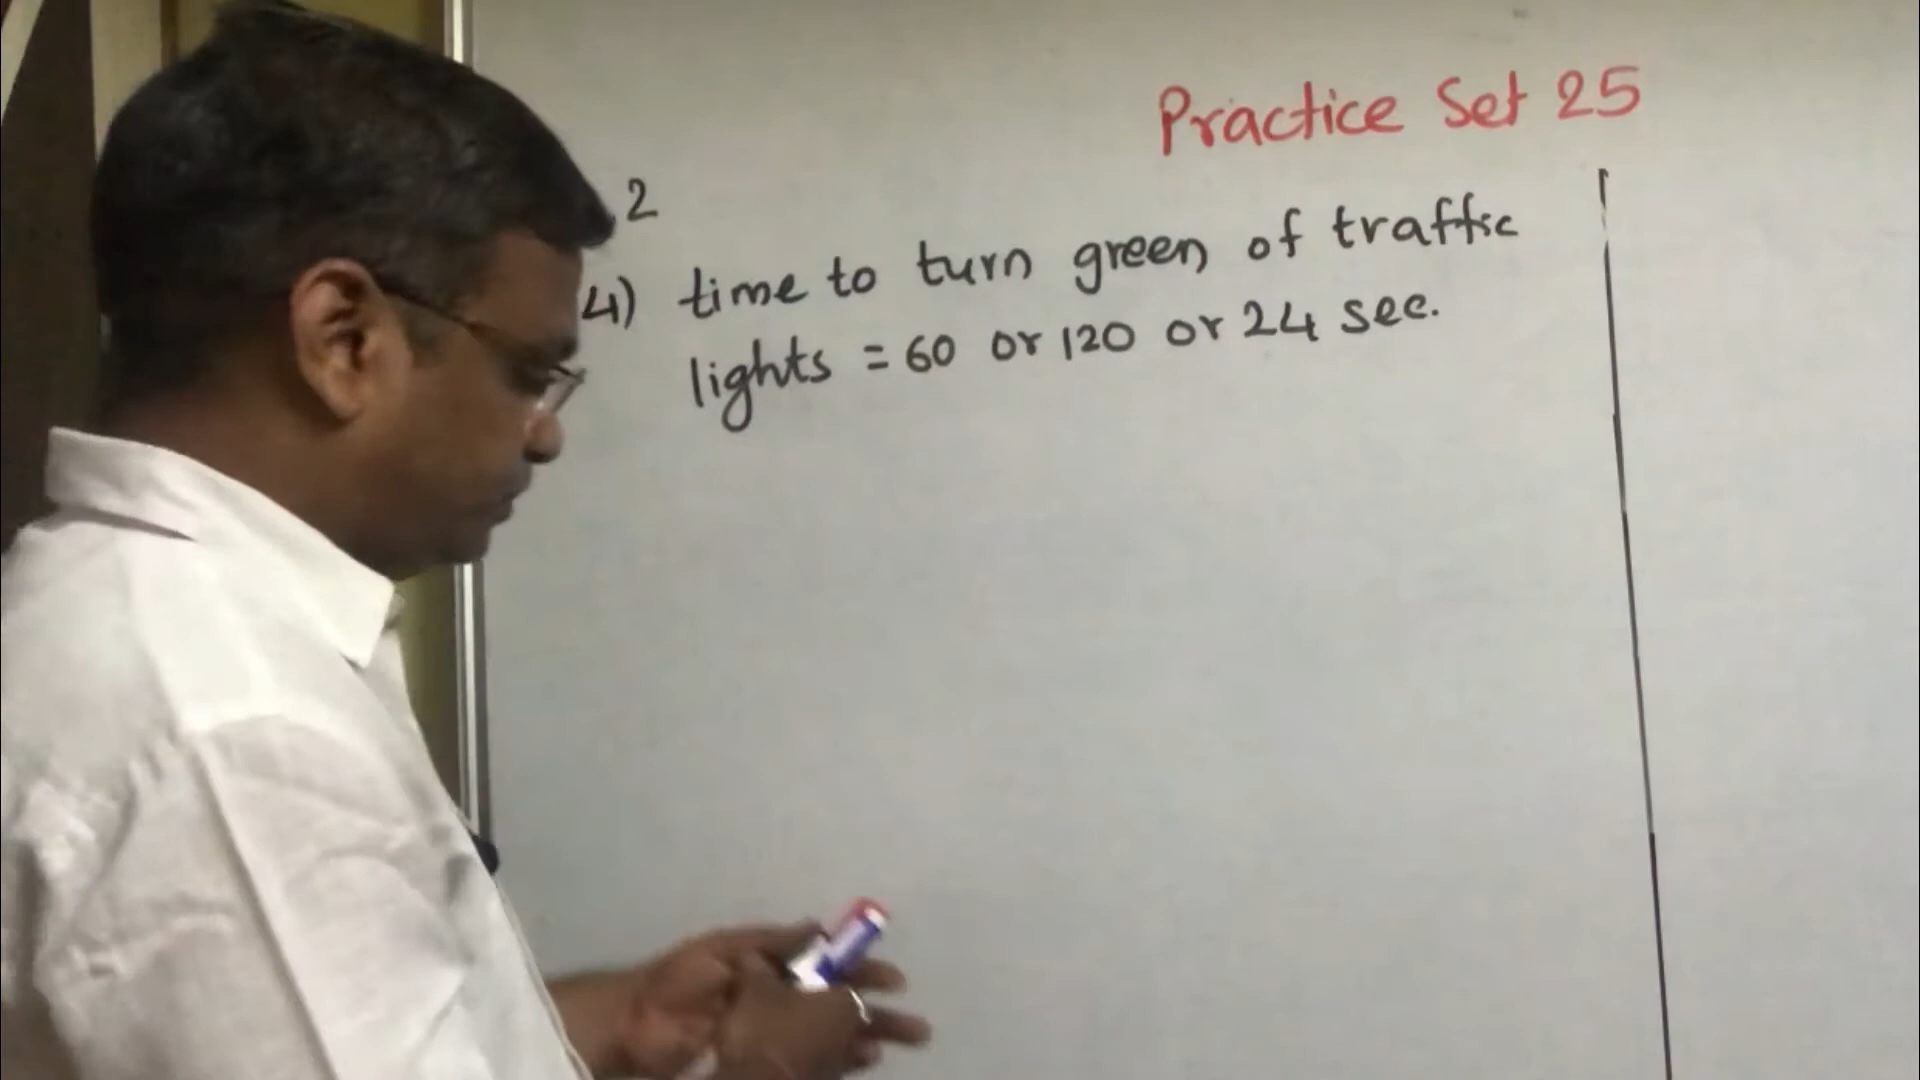 Practice Set 25
.2
4) time to turn green of traffic
lights = 60 or 120 or 24 sec.